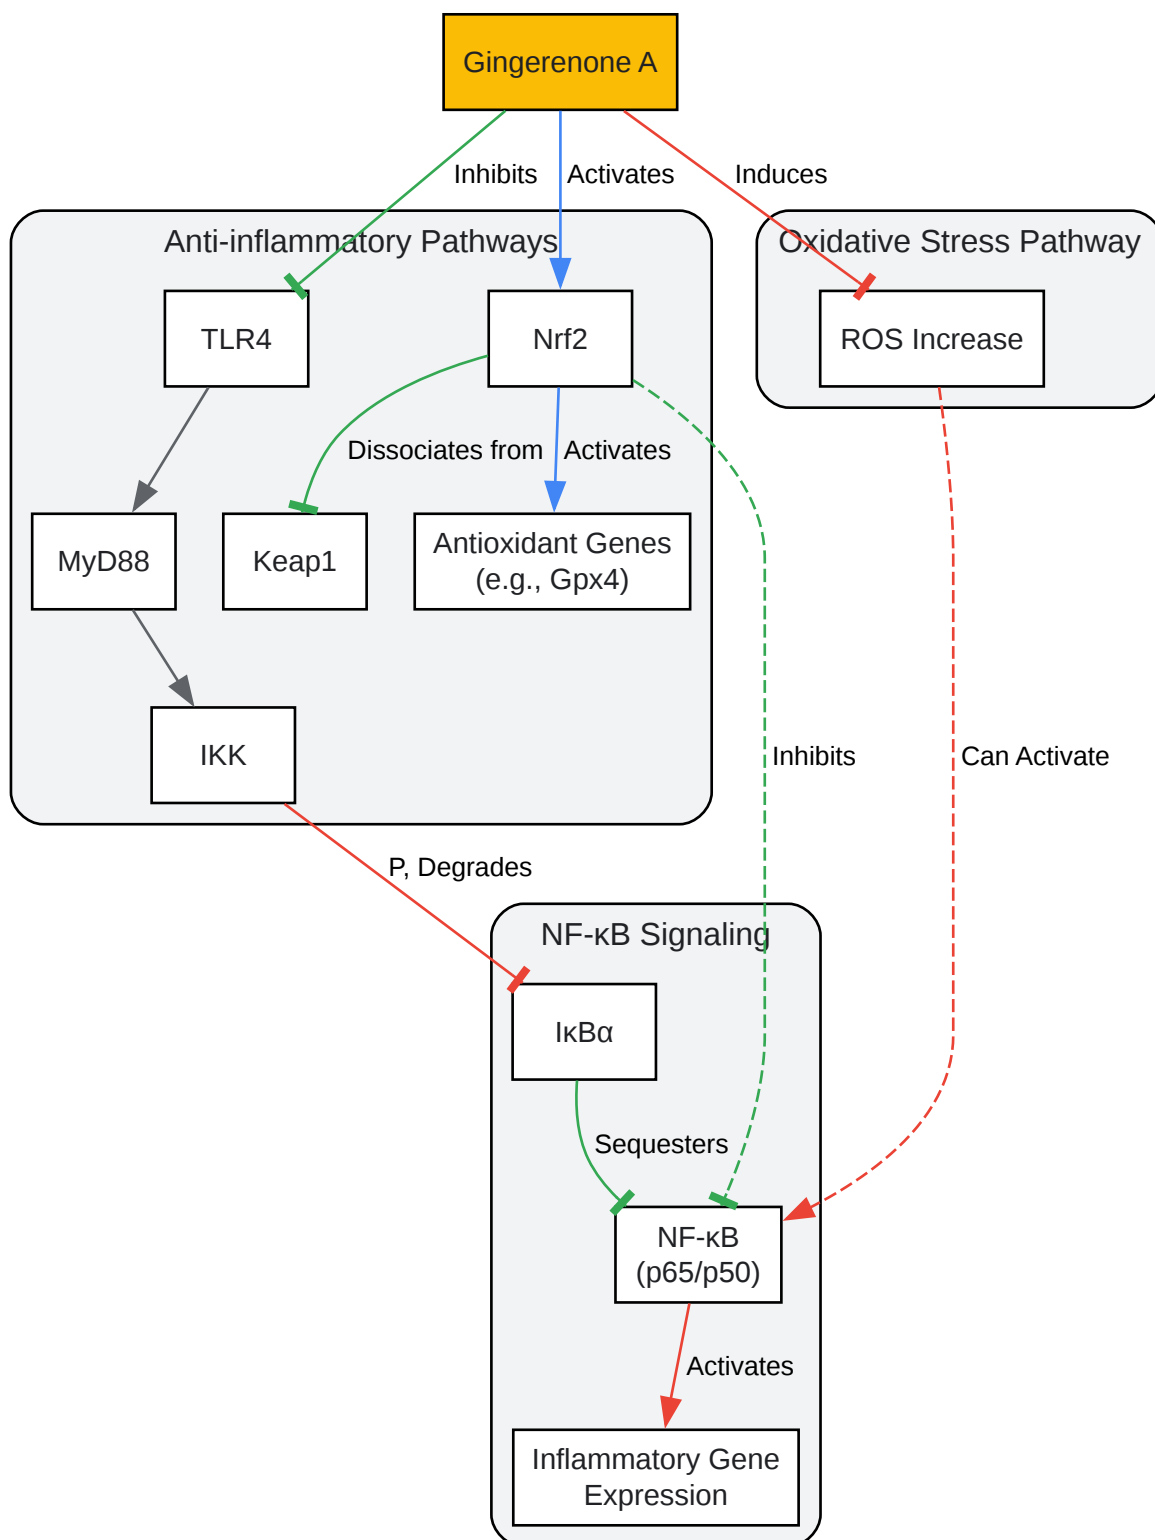 Gingerenone A
Inhibits
Activates
Induces
Anti-inflammatory Pathways
Oxidative Stress Pathway
TLR4
Nrf2
ROS Increase
Dissociates from
Activates
MyD88
Keap1
Antioxidant Genes
(e.g., Gpx4)
IKK
Inhibits
Can Activate
P, Degrades
NF-κB Signaling
IκBα
Sequesters
NF-κB
(p65/p50)
Activates
Inflammatory Gene
Expression